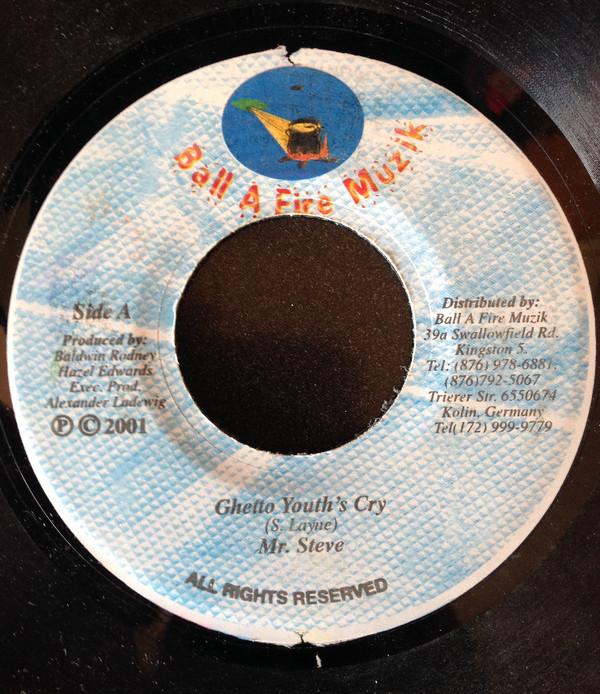 Ball A Fire Muzik
Side A
Produced by:
Baldwin Rodney
Hazel Edwards
Exec. Prod.
Alexander Ladewig
Ⓟ © 2001
Distributed by:
Ball A Fire Muzik
39a Swallowfield Rd.
Kingston 5.
Tel: (876) 978-6881,
(876)792-5067
Trierer Str. 6550674
Kolin, Germany
Tel(172) 999-9779
Ghetto Youth's Cry
(S. Layne)
Mr. Steve
ALL RIGHTS RESERVED